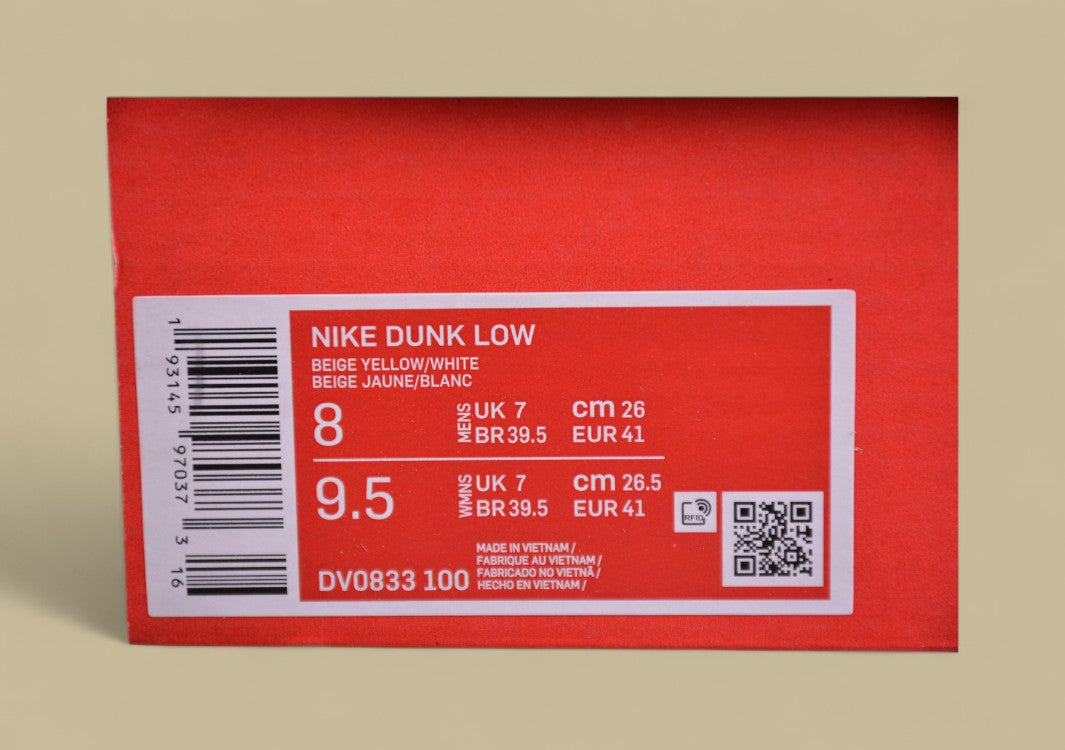 NIKE DUNK LOW
BEIGE YELLOW/WHITE
BEIGE JAUNE/BLANC
8 MENS UK 7 cm 26
BR 39.5 EUR 41
9.5 WMNS UK 7 cm 26.5
BR 39.5 EUR 41
RFID
MADE IN VIETNAM /
FABRIQUE AU VIETNAM /
FABRICADO NO VIETNÃ /
HECHO EN VIETNAM /
DV0833 100
1 93145 97037 3 16